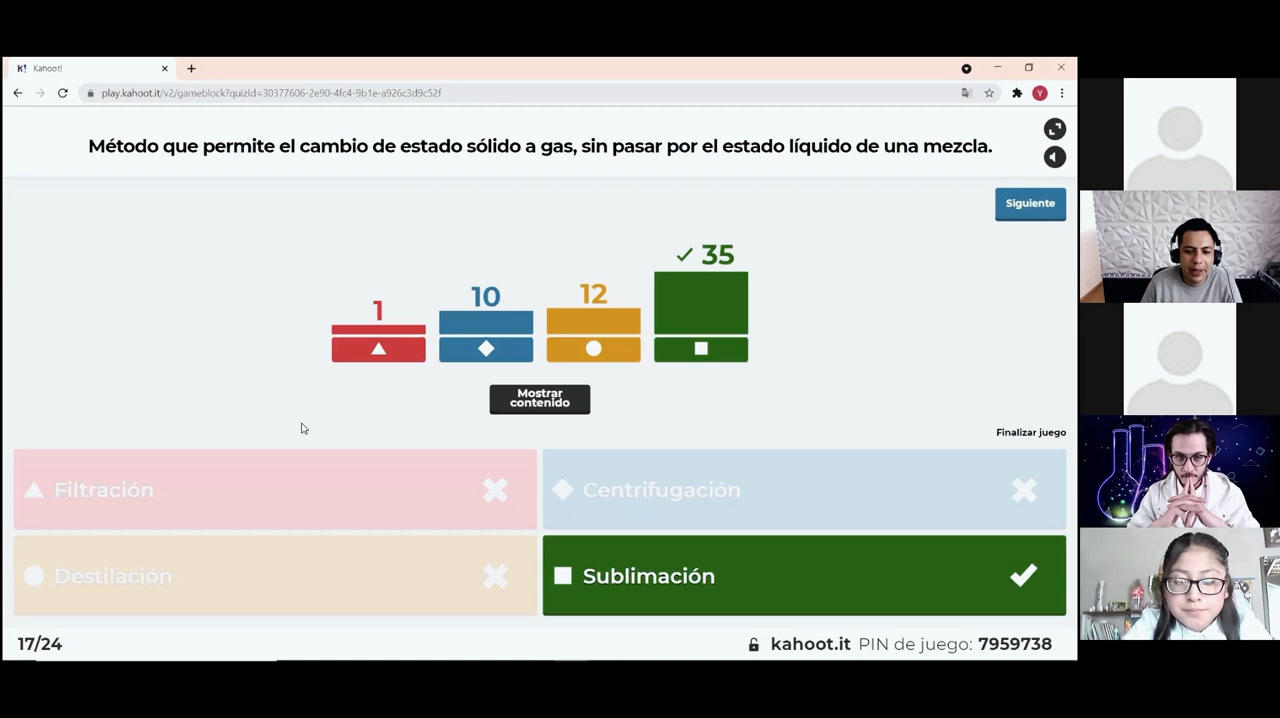 K! Kahoot!
play.kahoot.it/v2/gameblock?quizId=30377606-2e90-4fc4-9b1e-a926c3d9c52f
Y
Método que permite el cambio de estado sólido a gas, sin pasar por el estado líquido de una mezcla.
Siguiente
1
10
12
35
Mostrar
contenido
Finalizar juego
Filtración
Centrifugación
Destilación
Sublimación
17/24
kahoot.it PIN de juego: 7959738